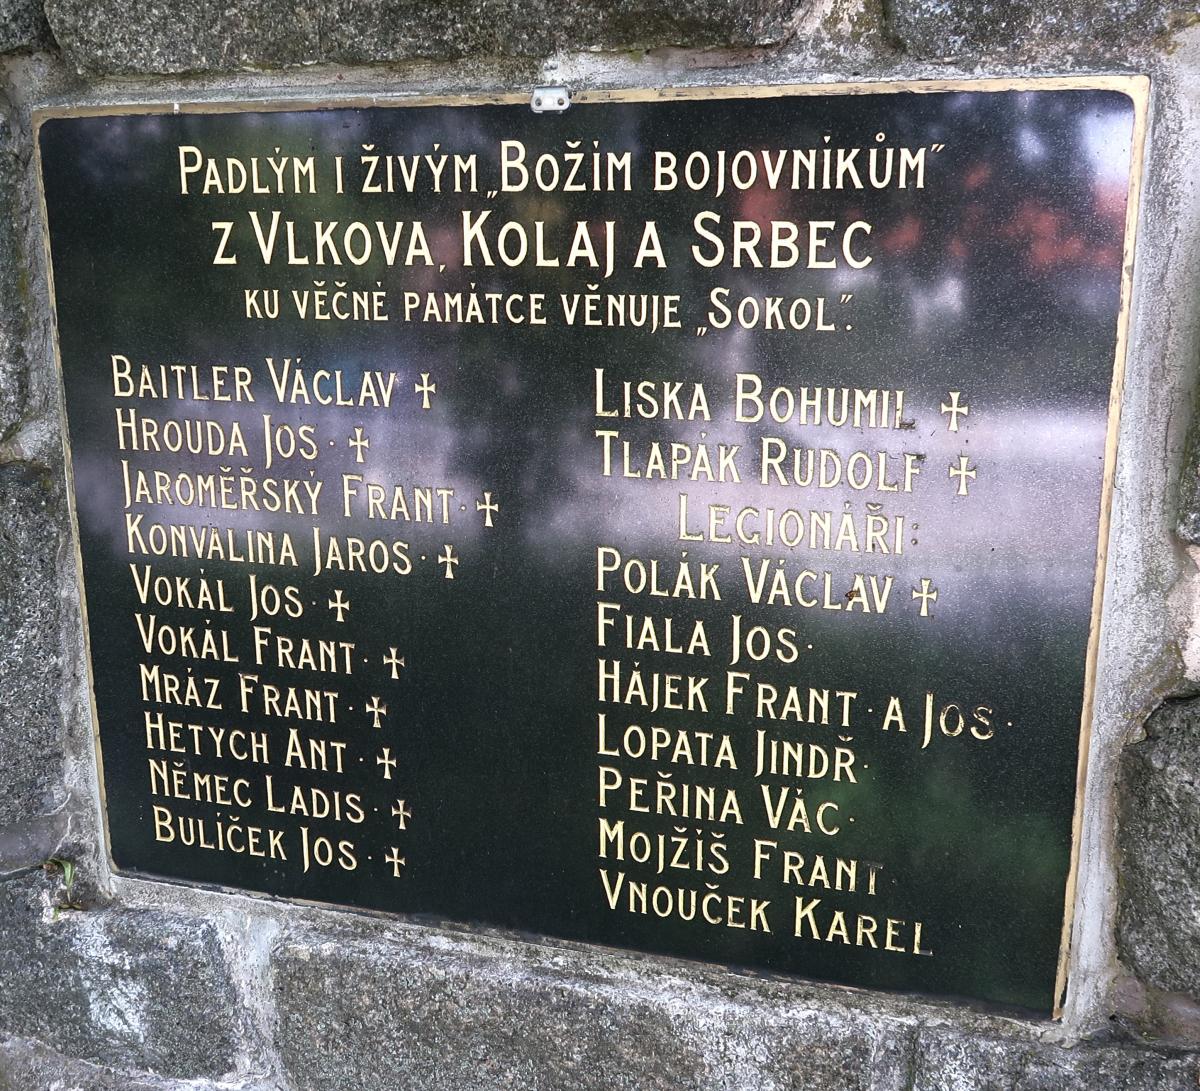 PADLÝM I ŽIVÝM „BOŽÍM BOJOVNÍKŮM"
Z VLKOVA, KOLAJ A SRBEC
KU VĚČNÉ PAMÁTCE VĚNUJE „SOKOL".
BAITLER VÁCLAV ✠
HROUDA JOS. ✠
JAROMĚŘSKÝ FRANT. ✠
KONVALINA JAROS. ✠
VOKÁL JOS. ✠
VOKÁL FRANT. ✠
MRÁZ FRANT. ✠
HETYCH ANT. ✠
NĚMEC LADIS. ✠
BULÍČEK JOS. ✠
LISKA BOHUMIL ✠
TLAPÁK RUDOLF ✠
LEGIONÁŘI:
POLÁK VÁCLAV ✠
FIALA JOS.
HÁJEK FRANT. A JOS.
LOPATA JINDŘ.
PEŘINA VÁC.
MOJŽÍŠ FRANT.
VNOUČEK KAREL